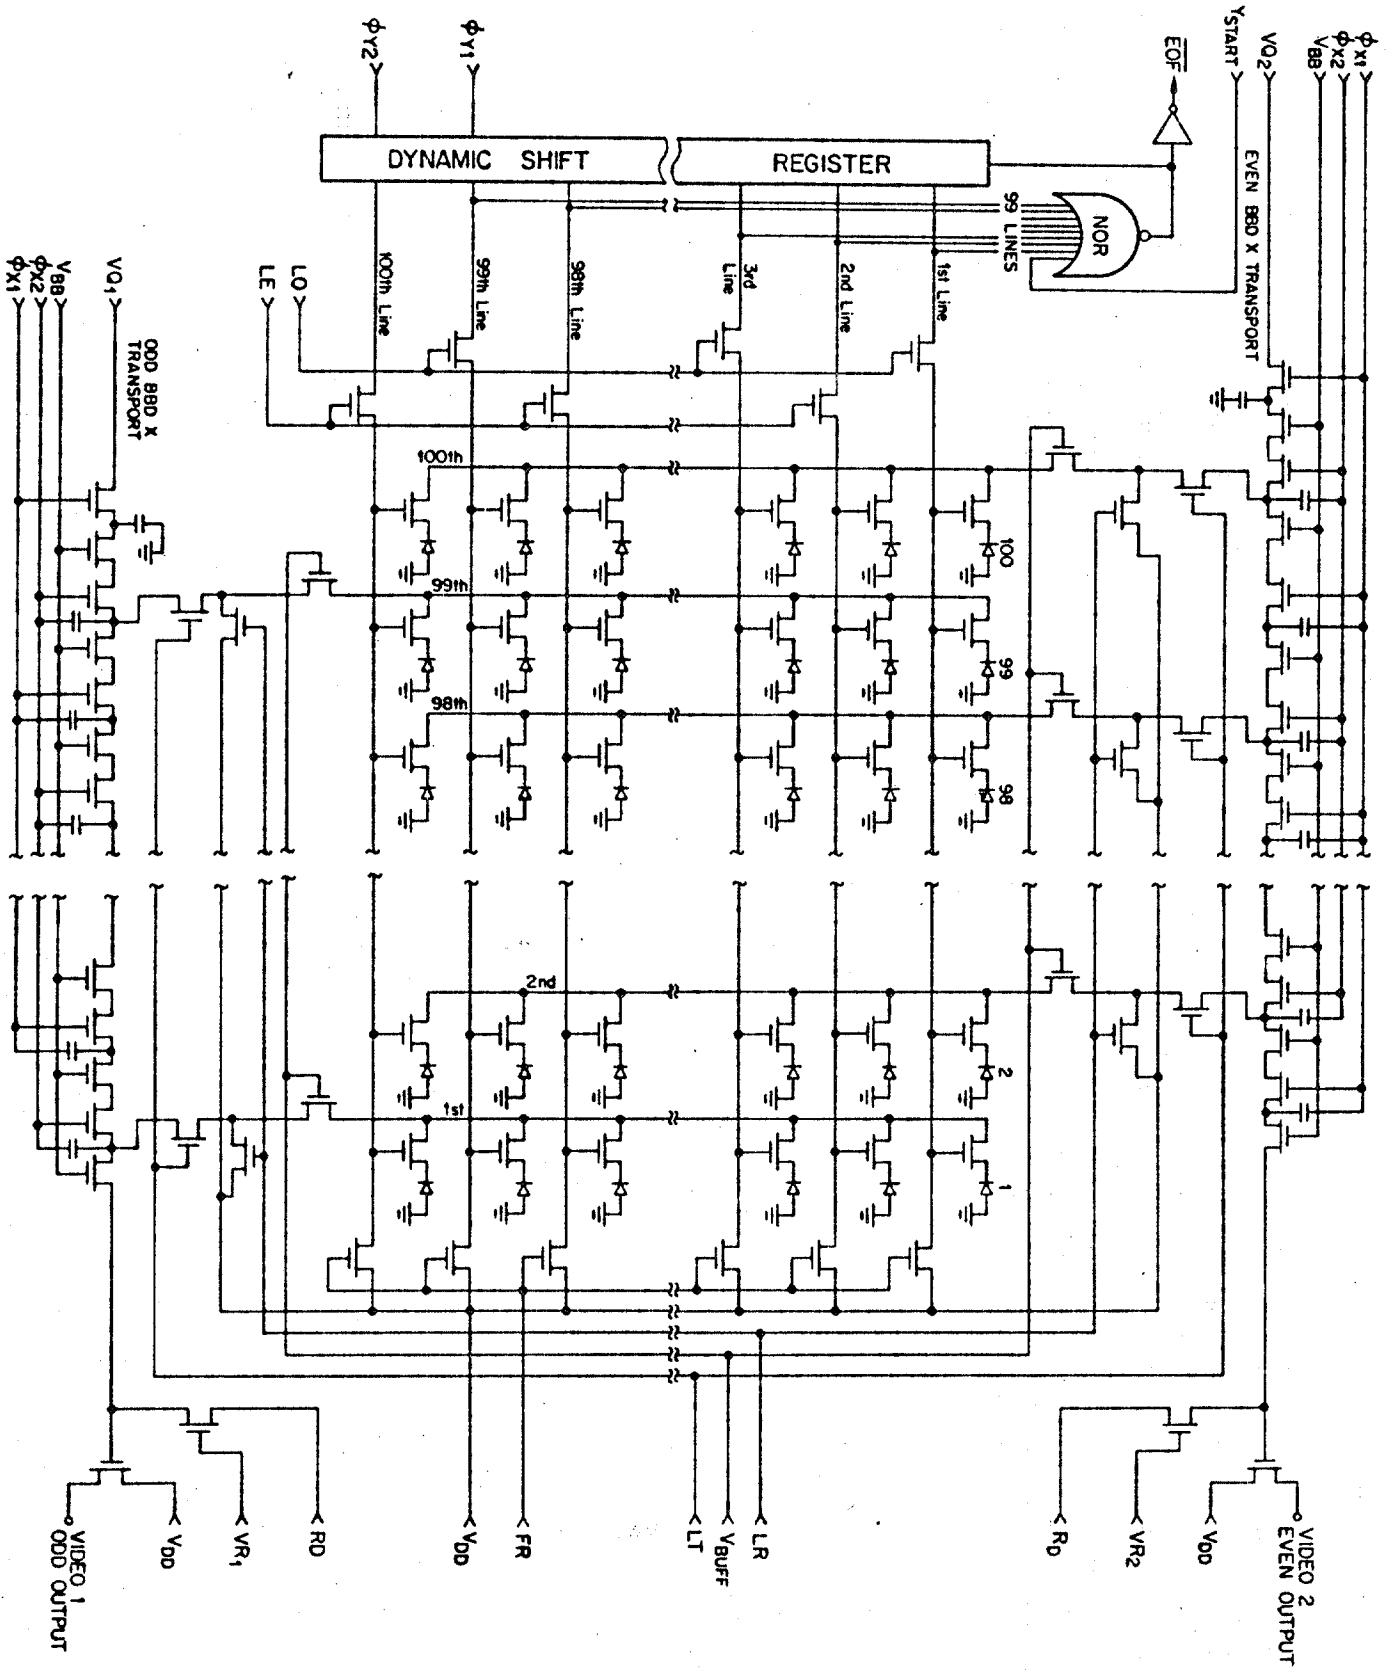 ϕY2
ϕY1
EOF
YSTART
VQ2
VBB
ϕX2
ϕX1
DYNAMIC SHIFT
REGISTER
NOR
99 LINES
EVEN BBD X TRANSPORT
ϕX1
ϕX2
VBB
VQ1
LE
LO
100th Line
99th Line
98th Line
3rd
Line
2nd Line
1st Line
ODD BBD X
TRANSPORT
100th
100
99th
99
98th
98
2nd
2
1st
1
VIDEO 1
ODD OUTPUT
VDD
VR1
RD
VDD
FR
LT
VBUFF
LR
RD
VR2
VDD
VIDEO 2
EVEN OUTPUT